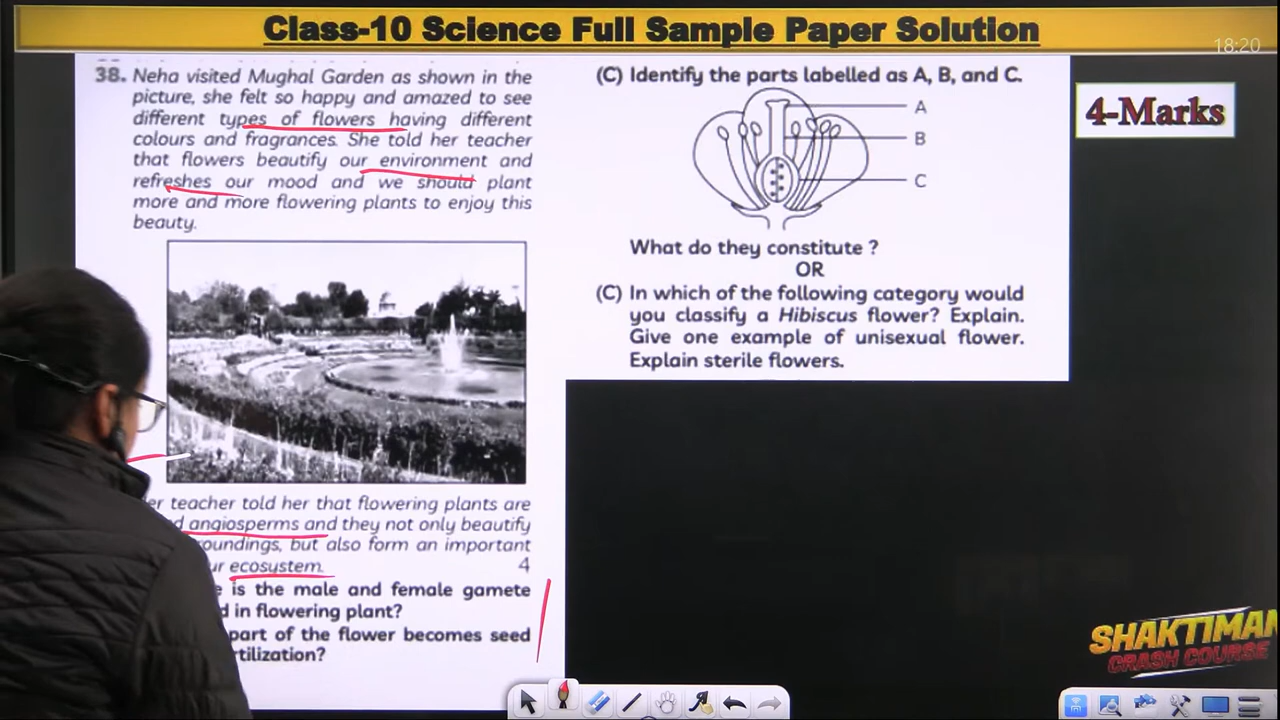 Class-10 Science Full Sample Paper Solution
18:20
38. Neha visited Mughal Garden as shown in the
picture, she felt so happy and amazed to see
different types of flowers having different
colours and fragrances. She told her teacher
that flowers beautify our environment and
refreshes our mood and we should plant
more and more flowering plants to enjoy this
beauty.
er teacher told her that flowering plants are
angiosperms and they not only beautify
roundings, but also form an important
ur ecosystem. 4
is the male and female gamete
d in flowering plant?
part of the flower becomes seed
tilization?
(C) Identify the parts labelled as A, B, and C.
A
B
C
What do they constitute ?
OR
(C) In which of the following category would
you classify a Hibiscus flower? Explain.
Give one example of unisexual flower.
Explain sterile flowers.
4-Marks
SHAKTIMAN
CRASH COURSE